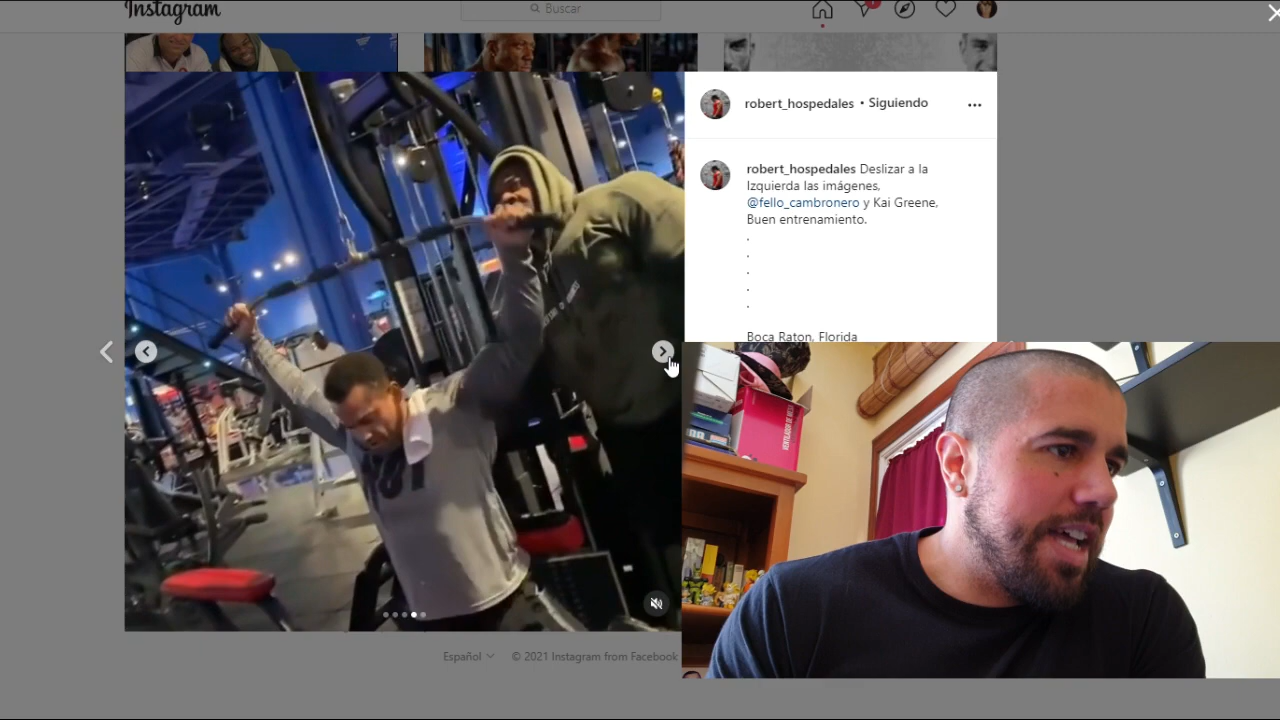 Instagram
Buscar
robert_hospedales • Siguiendo
robert_hospedales Deslizar a la
Izquierda las imágenes,
@fello_cambronero y Kai Greene,
Buen entrenamiento.
.
.
.
.
.
Boca Raton, Florida
Español
© 2021 Instagram from Facebook